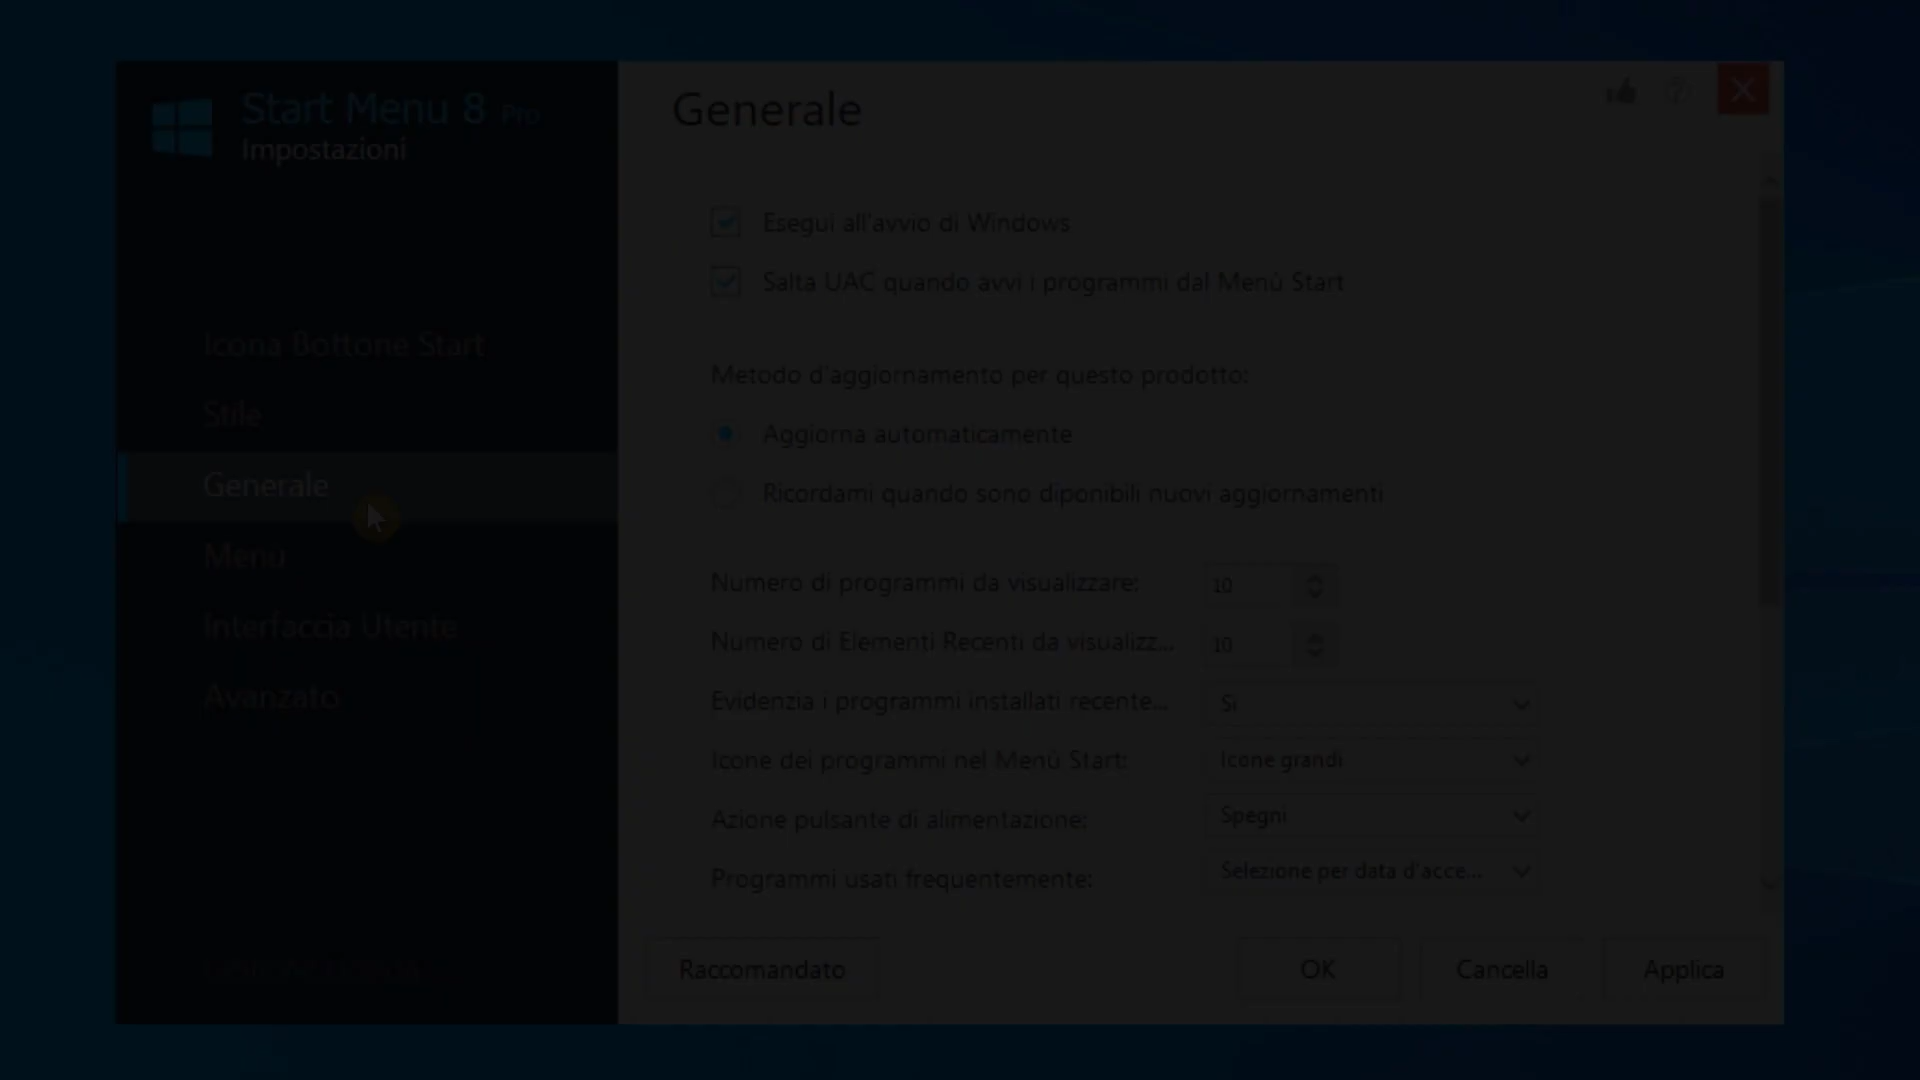 Start Menu 8 Pro
Impostazioni
Icona Bottone Start
Stile
Generale
Menù
Interfaccia Utente
Avanzato
Generale
Esegui all'avvio di Windows
Salta UAC quando avvi i programmi dal Menù Start
Metodo d'aggiornamento per questo prodotto:
Aggiorna automaticamente
Ricordami quando sono diponibili nuovi aggiornamenti
Numero di programmi da visualizzare: 10
Numero di Elementi Recenti da visualizz... 10
Evidenzia i programmi installati recente... Sì
Icone dei programmi nel Menù Start: Icone grandi
Azione pulsante di alimentazione: Spegni
Programmi usati frequentemente: Selezione per data d'acce...
Raccomandato OK Cancella Applica